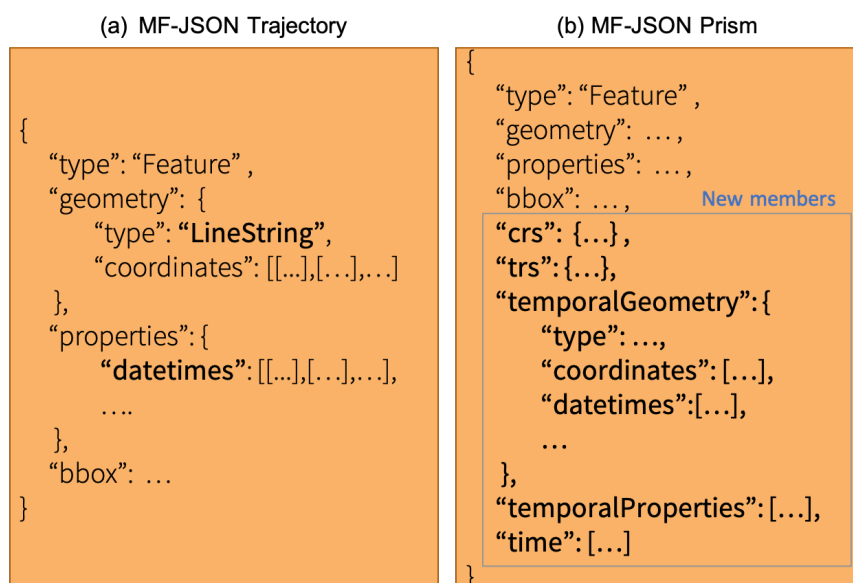 (a) MF-JSON Trajectory
{
“type”: “Feature” ,
“geometry”: {
“type”: “LineString”,
“coordinates”: [[...],[…],…]
},
“properties”: {
“datetimes”: [[...],[…],…],
….
},
“bbox”: …
}
(b) MF-JSON Prism
{
“type”: “Feature” ,
“geometry”: … ,
“properties”: … ,
“bbox”: … ,
New members
“crs”: {…} ,
“trs”: {…},
“temporalGeometry”: {
“type”: …,
“coordinates”: […],
“datetimes”:[…],
…
},
“temporalProperties”: […],
“time”: […]
}